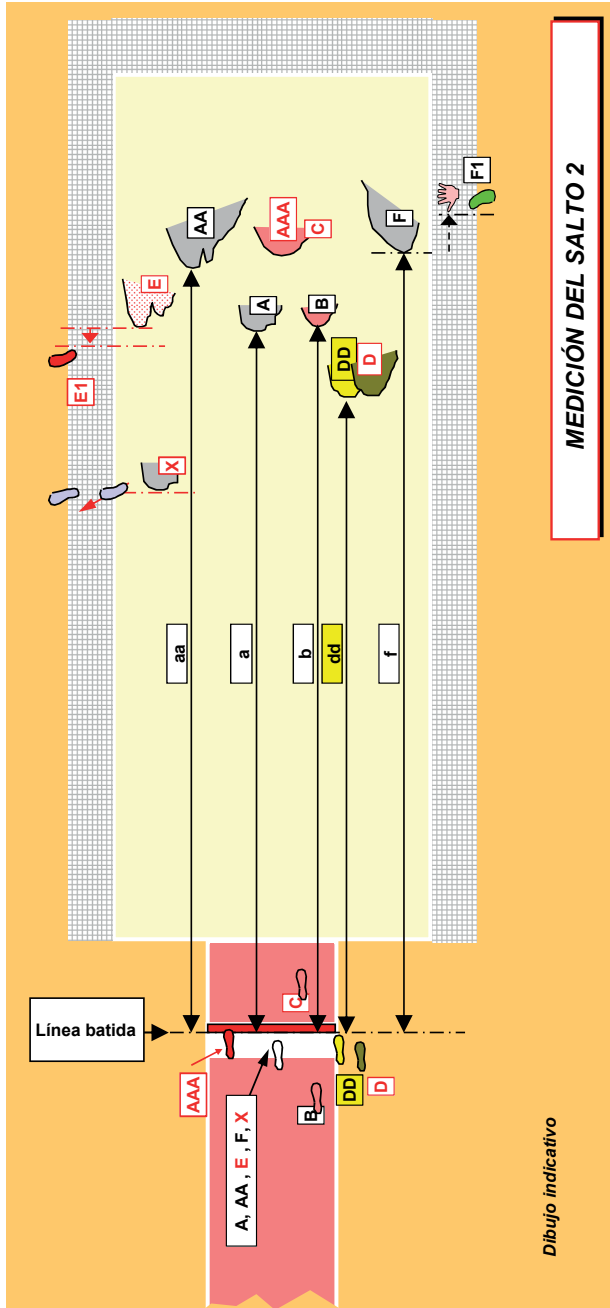 MEDICIÓN DEL SALTO 2
E1
E
X
AA
AAA
C
A
B
DD
D
F
F1
aa
a
b
dd
f
Línea batida
AAA
C
A, AA , E , F, X
B
DD
D
Dibujo indicativo